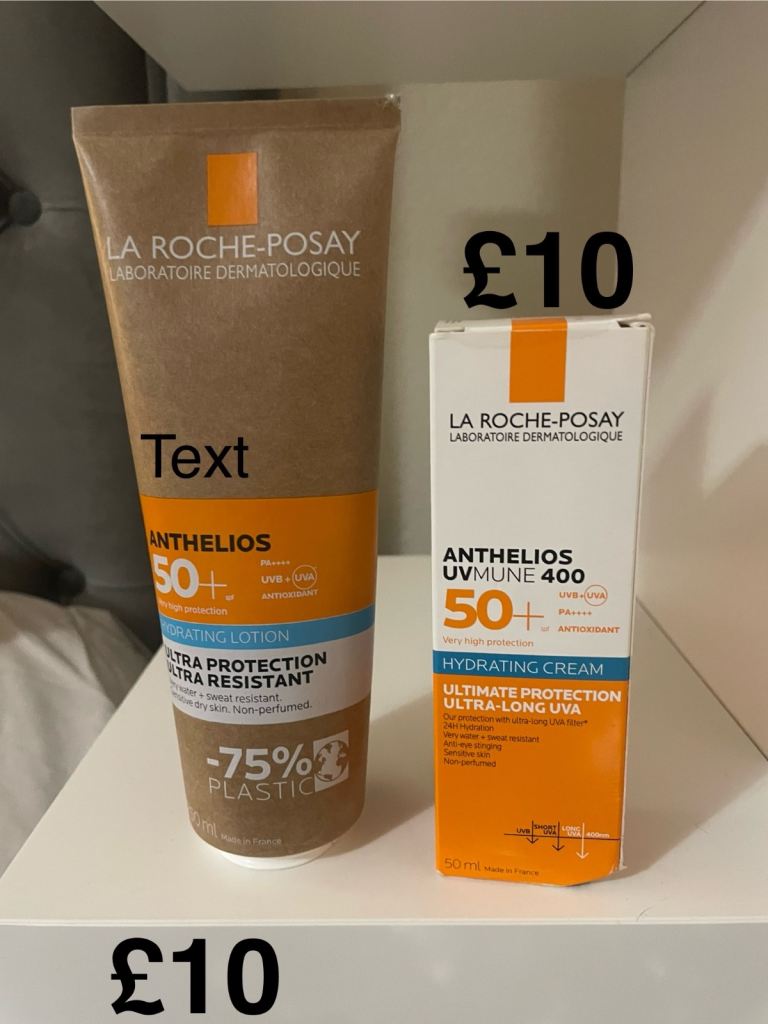 LA ROCHE-POSAY
LABORATOIRE DERMATOLOGIQUE
Text
ANTHELIOS
50+
SPF
PA++++
UVB + UVA
ANTIOXIDANT
Very high protection
HYDRATING LOTION
ULTRA PROTECTION
ULTRA RESISTANT
water + sweat resistant.
dry skin. Non-perfumed.
-75%
PLASTIC
ml Made in France
£10
£10
LA ROCHE-POSAY
LABORATOIRE DERMATOLOGIQUE
ANTHELIOS
UVMUNE 400
50+
SPF
UVB + UVA
PA++++
ANTIOXIDANT
Very high protection
HYDRATING CREAM
ULTIMATE PROTECTION
ULTRA-LONG UVA
Our protection with ultra-long UVA filter*
24H Hydration
Very water + sweat resistant
Anti-eye stinging
Sensitive skin
Non-perfumed
UVB
SHORT UVA
LONG UVA
400nm
50 ml Made in France